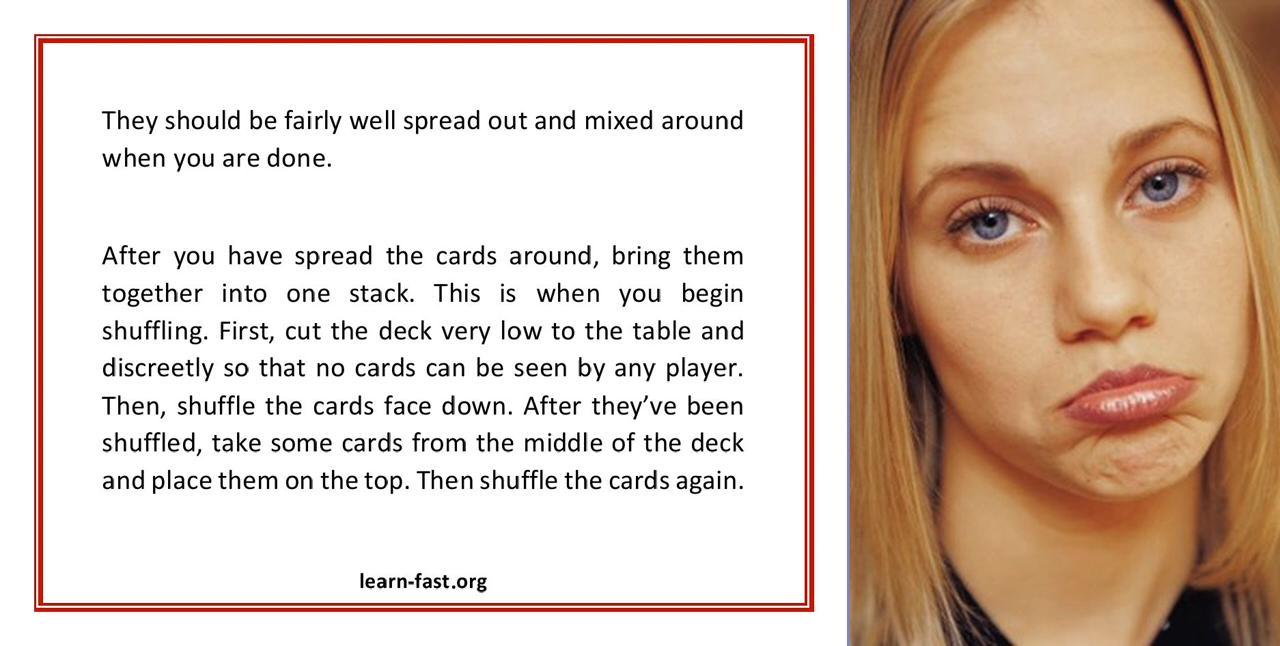 They should be fairly well spread out and mixed around
when you are done.
After you have spread the cards around, bring them
together into one stack. This is when you begin
shuffling. First, cut the deck very low to the table and
discreetly so that no cards can be seen by any player.
Then, shuffle the cards face down. After they’ve been
shuffled, take some cards from the middle of the deck
and place them on the top. Then shuffle the cards again.
learn-fast.org